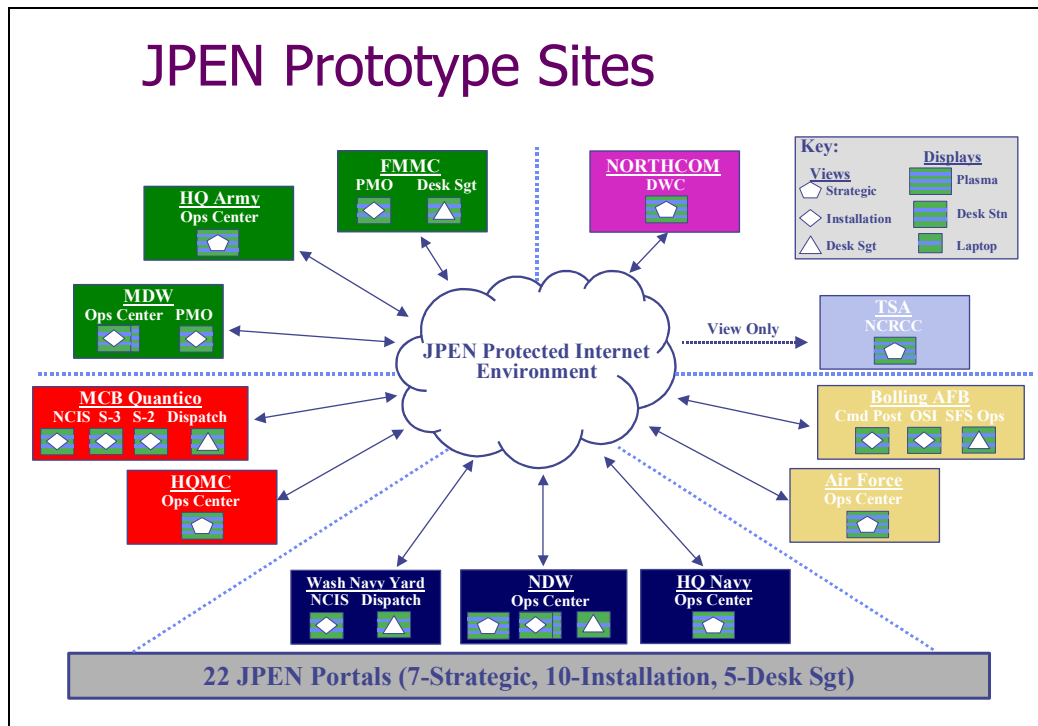 JPEN Prototype Sites
FMMC
PMO Desk Sgt
NORTHCOM
DWC
Key:
Views
Displays
Strategic
Plasma
Installation
Desk Stn
Desk Sgt
Laptop
HQ Army
Ops Center
MDW
Ops Center PMO
TSA
NCRCC
View Only
JPEN Protected Internet
Environment
MCB Quantico
NCIS S-3 S-2 Dispatch
Bolling AFB
Cmd Post OSI SFS Ops
HQMC
Ops Center
Air Force
Ops Center
Wash Navy Yard
NCIS Dispatch
NDW
Ops Center
HQ Navy
Ops Center
22 JPEN Portals (7-Strategic, 10-Installation, 5-Desk Sgt)